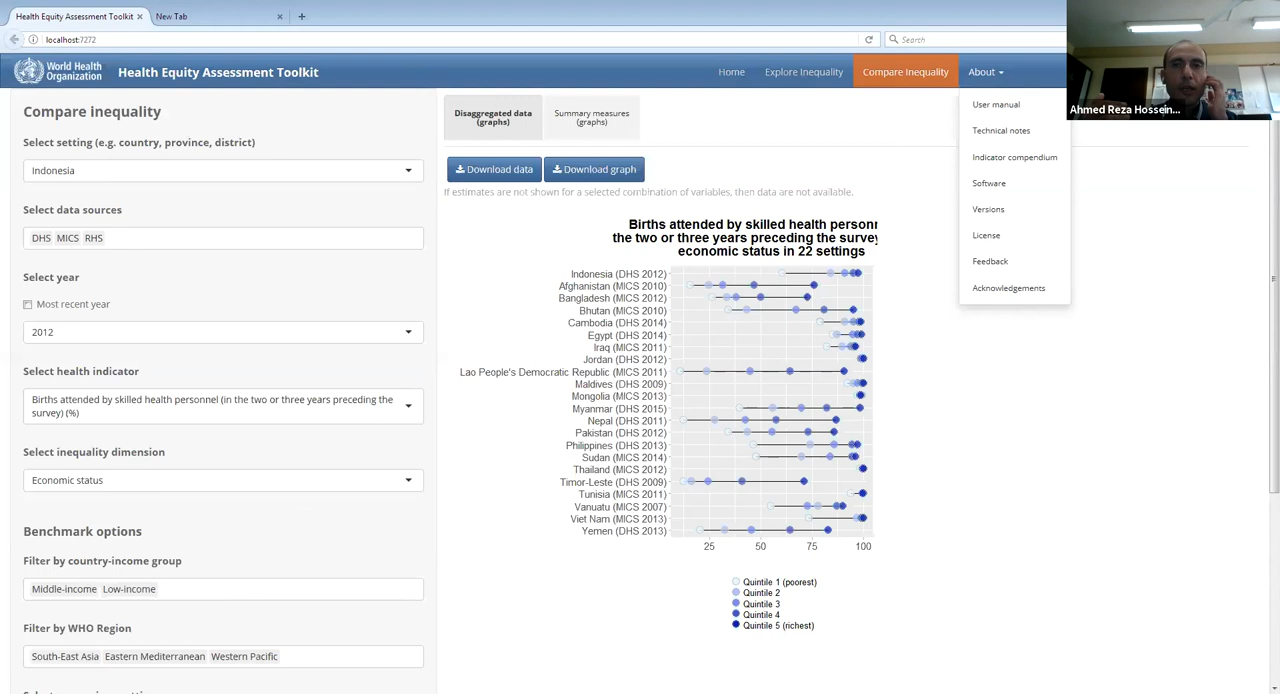 Health Equity Assessment Toolkit
New Tab
localhost:7272
Search
World Health
Organization
Health Equity Assessment Toolkit
Home
Explore Inequality
Compare Inequality
About
Ahmed Reza Hossein...
User manual
Technical notes
Indicator compendium
Software
Versions
License
Feedback
Acknowledgements
Compare inequality
Select setting (e.g. country, province, district)
Indonesia
Select data sources
DHS MICS RHS
Select year
Most recent year
2012
Select health indicator
Births attended by skilled health personnel (in the two or three years preceding the
survey) (%)
Select inequality dimension
Economic status
Benchmark options
Filter by country-income group
Middle-income Low-income
Filter by WHO Region
South-East Asia Eastern Mediterranean Western Pacific
Disaggregated data
(graphs)
Summary measures
(graphs)
Download data
Download graph
If estimates are not shown for a selected combination of variables, then data are not available.
Births attended by skilled health personn
the two or three years preceding the survey
economic status in 22 settings
Indonesia (DHS 2012)
Afghanistan (MICS 2010)
Bangladesh (MICS 2012)
Bhutan (MICS 2010)
Cambodia (DHS 2014)
Egypt (DHS 2014)
Iraq (MICS 2011)
Jordan (DHS 2012)
Lao People's Democratic Republic (MICS 2011)
Maldives (DHS 2009)
Mongolia (MICS 2013)
Myanmar (DHS 2015)
Nepal (DHS 2011)
Pakistan (DHS 2012)
Philippines (DHS 2013)
Sudan (MICS 2014)
Thailand (MICS 2012)
Timor-Leste (DHS 2009)
Tunisia (MICS 2011)
Vanuatu (MICS 2007)
Viet Nam (MICS 2013)
Yemen (DHS 2013)
25 50 75 100
Quintile 1 (poorest)
Quintile 2
Quintile 3
Quintile 4
Quintile 5 (richest)